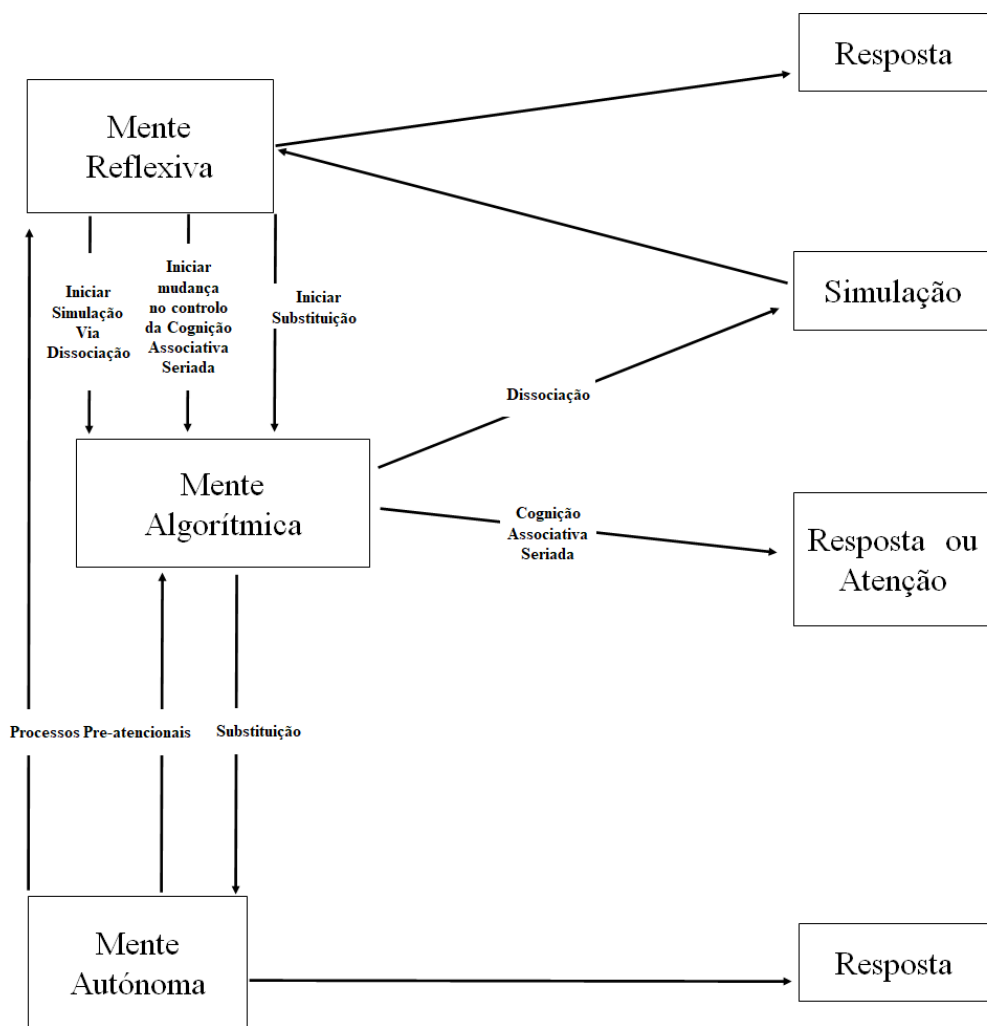 Resposta
Mente
Reflexiva
Simulação
Iniciar
Simulação
Via
Dissociação
Iniciar
mudança
no controlo
da Cognição
Associativa
Seriada
Iniciar
Substituição
Dissociação
Mente
Algorítmica
Cognição
Associativa
Seriada
Resposta ou
Atenção
Processos Pre-atencionais
Substituição
Mente
Autónoma
Resposta